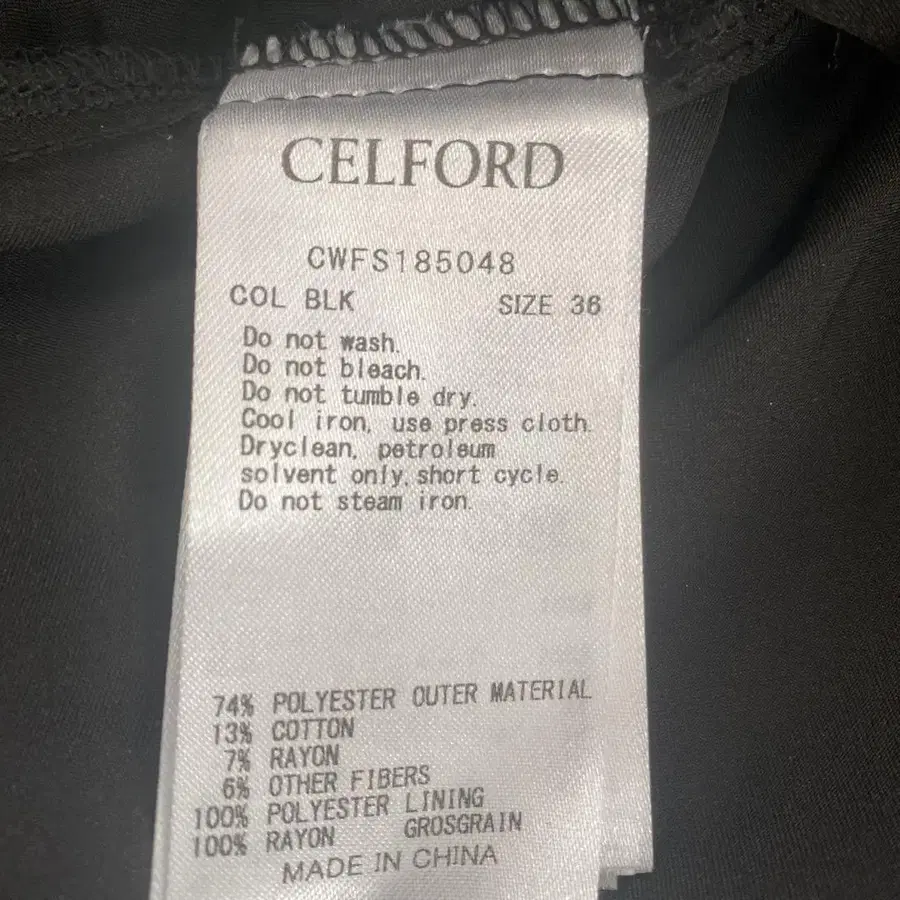 CELFORD
CWFS185048
COL BLK SIZE 36
Do not wash.
Do not bleach.
Do not tumble dry.
Cool iron, use press cloth.
Dryclean, petroleum
solvent only, short cycle.
Do not steam iron.
74% POLYESTER OUTER MATERIAL
13% COTTON
7% RAYON
6% OTHER FIBERS
100% POLYESTER LINING
100% RAYON GROSGRAIN
MADE IN CHINA